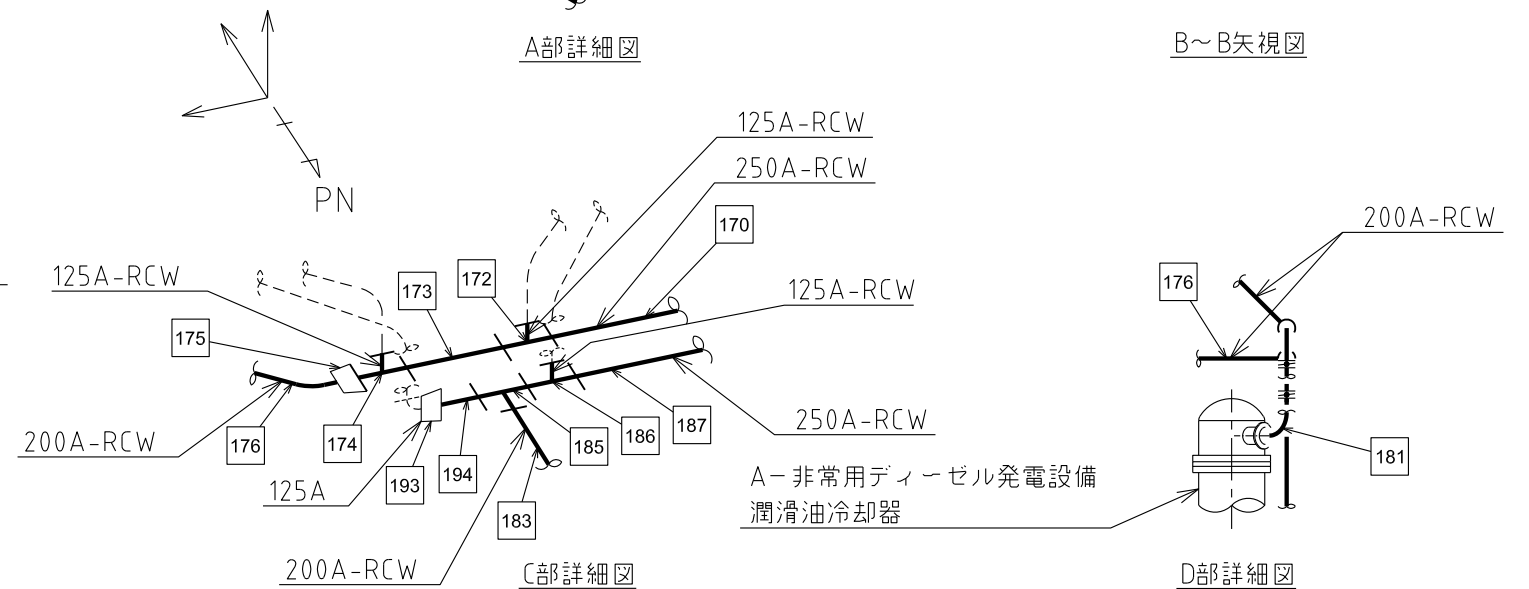 A部詳細図
B～B矢視図
PN
125A-RCW
250A-RCW
170
200A-RCW
125A-RCW
173
172
125A-RCW
176
175
200A-RCW
176
174
193
194
185
186
187
250A-RCW
181
125A
183
A－非常用ディーゼル発電設備
潤滑油冷却器
200A-RCW
C部詳細図
D部詳細図